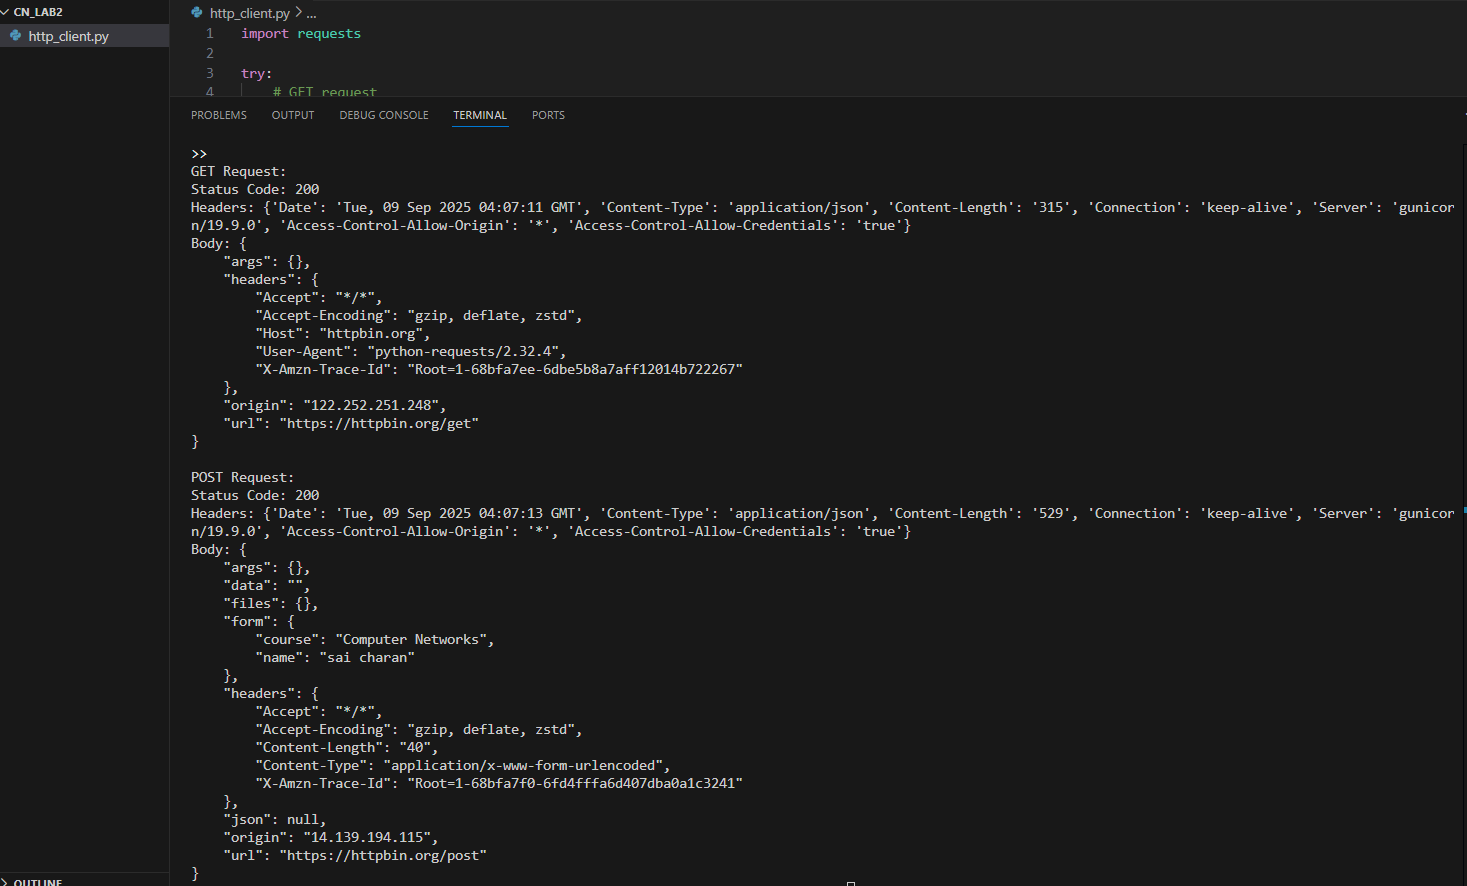 CN_LAB2
http_client.py
http_client.py > ...
1 import requests
2
3 try:
4     # GET request
PROBLEMS OUTPUT DEBUG CONSOLE TERMINAL PORTS
>>
GET Request:
Status Code: 200
Headers: {'Date': 'Tue, 09 Sep 2025 04:07:11 GMT', 'Content-Type': 'application/json', 'Content-Length': '315', 'Connection': 'keep-alive', 'Server': 'gunicor
n/19.9.0', 'Access-Control-Allow-Origin': '*', 'Access-Control-Allow-Credentials': 'true'}
Body: {
    "args": {},
    "headers": {
        "Accept": "*/*",
        "Accept-Encoding": "gzip, deflate, zstd",
        "Host": "httpbin.org",
        "User-Agent": "python-requests/2.32.4",
        "X-Amzn-Trace-Id": "Root=1-68bfa7ee-6dbe5b8a7aff12014b722267"
    },
    "origin": "122.252.251.248",
    "url": "https://httpbin.org/get"
}
POST Request:
Status Code: 200
Headers: {'Date': 'Tue, 09 Sep 2025 04:07:13 GMT', 'Content-Type': 'application/json', 'Content-Length': '529', 'Connection': 'keep-alive', 'Server': 'gunicor
n/19.9.0', 'Access-Control-Allow-Origin': '*', 'Access-Control-Allow-Credentials': 'true'}
Body: {
    "args": {},
    "data": "",
    "files": {},
    "form": {
        "course": "Computer Networks",
        "name": "sai charan"
    },
    "headers": {
        "Accept": "*/*",
        "Accept-Encoding": "gzip, deflate, zstd",
        "Content-Length": "40",
        "Content-Type": "application/x-www-form-urlencoded",
        "X-Amzn-Trace-Id": "Root=1-68bfa7f0-6fd4fffa6d407dba0a1c3241"
    },
    "json": null,
    "origin": "14.139.194.115",
    "url": "https://httpbin.org/post"
}
OUTLINE